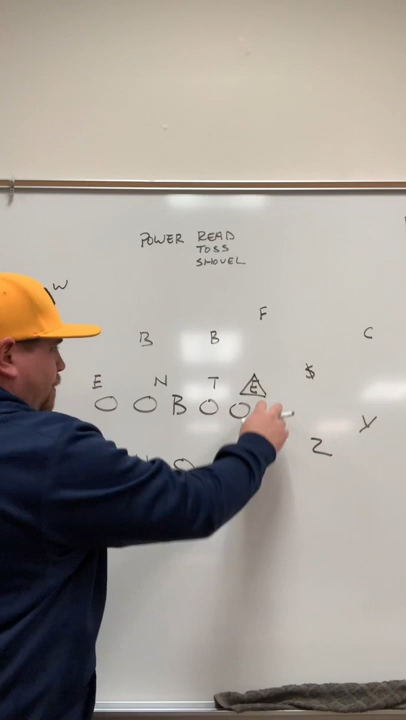 POWER READ
TOSS
SHOVEL
W
F
B B C
E N T E $
B
Z Y